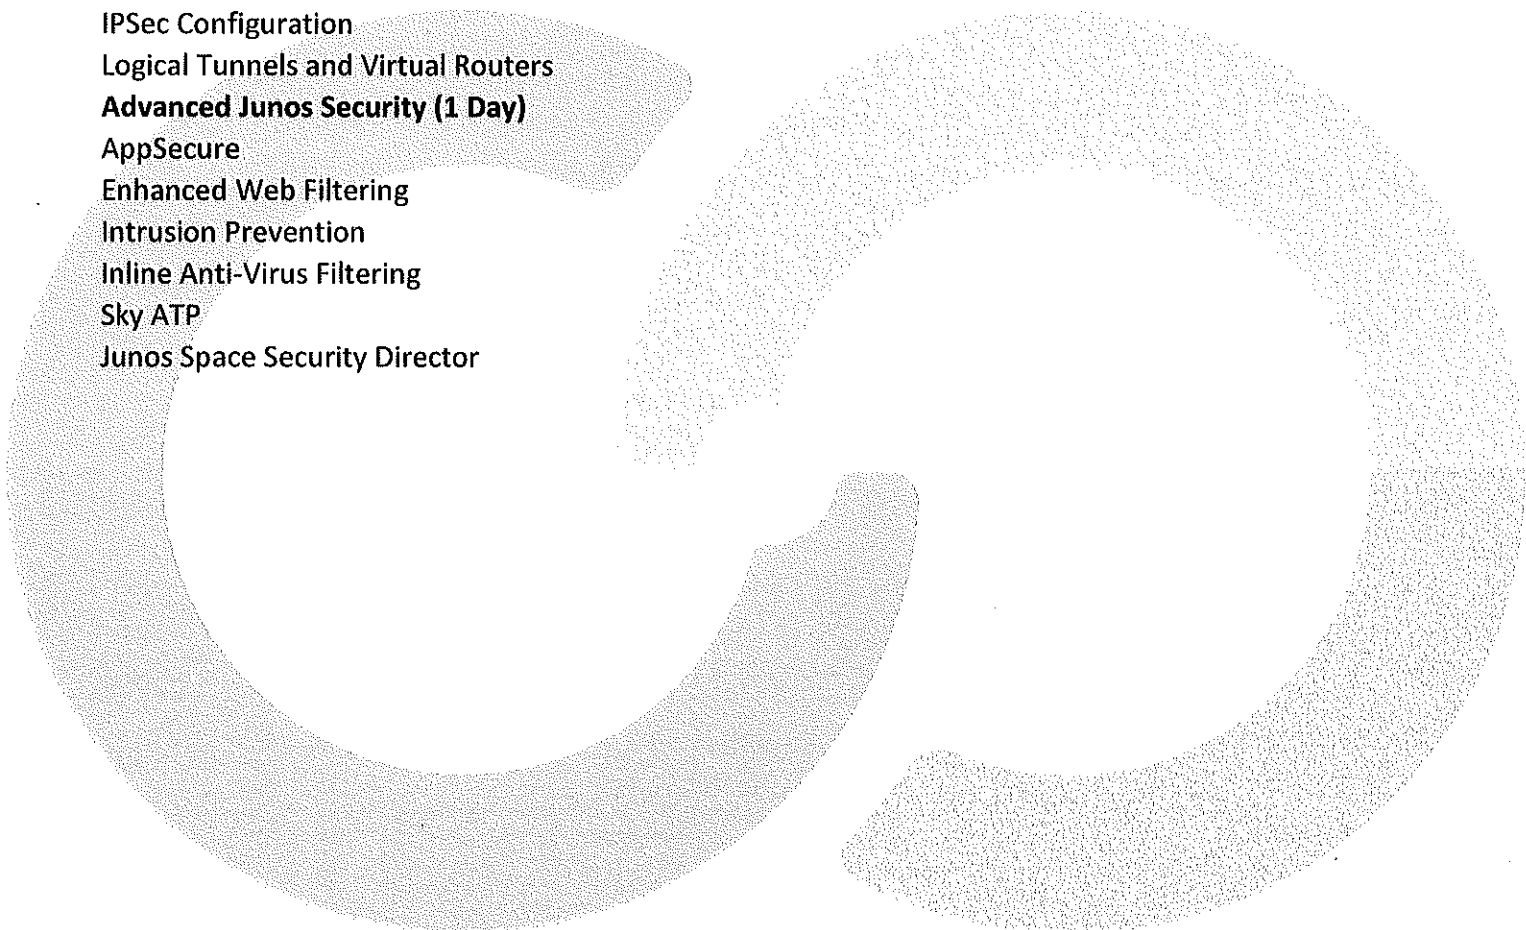 IPSec Configuration
Logical Tunnels and Virtual Routers
Advanced Junos Security (1 Day)
AppSecure
Enhanced Web Filtering
Intrusion Prevention
Inline Anti-Virus Filtering
Sky ATP
Junos Space Security Director